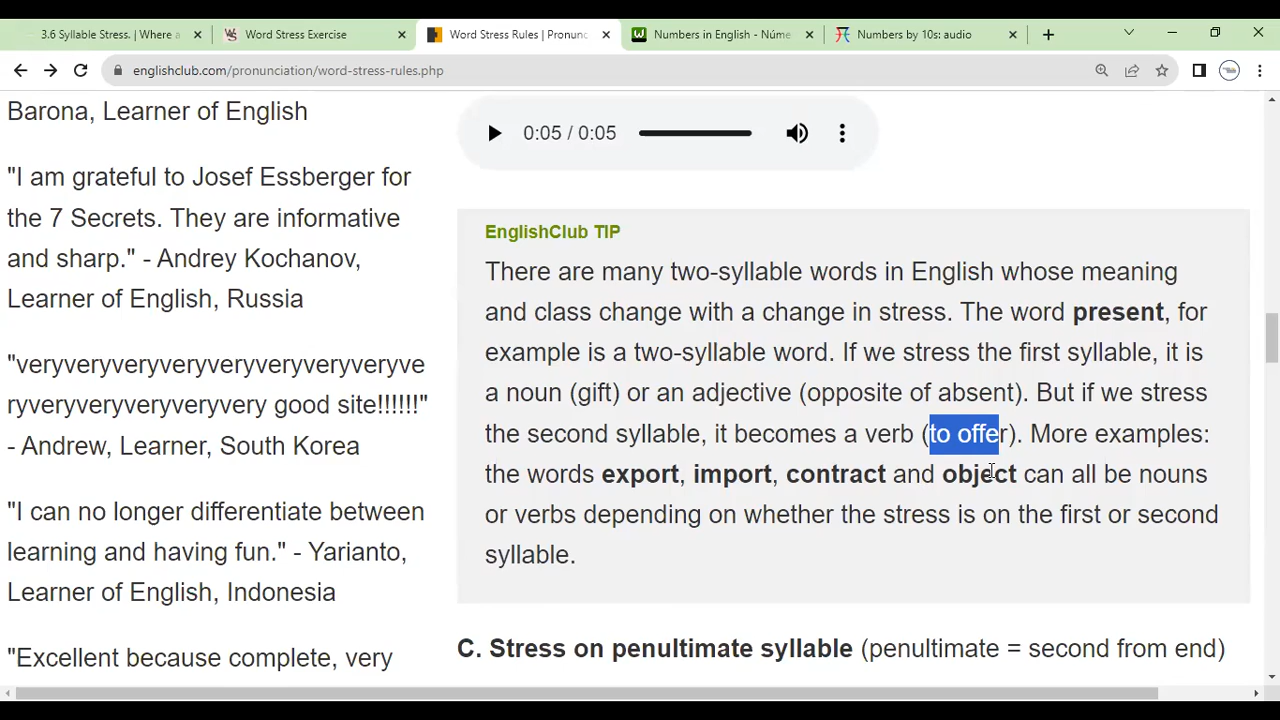 3.6 Syllable Stress. | Where a
Word Stress Exercise
Word Stress Rules | Pronunc
Numbers in English - Núme
Numbers by 10s: audio
englishclub.com/pronunciation/word-stress-rules.php
Barona, Learner of English
"I am grateful to Josef Essberger for
the 7 Secrets. They are informative
and sharp." - Andrey Kochanov,
Learner of English, Russia
"veryveryveryveryveryveryveryve
ryveryveryveryvery good site!!!!!!"
- Andrew, Learner, South Korea
"I can no longer differentiate between
learning and having fun." - Yarianto,
Learner of English, Indonesia
"Excellent because complete, very
0:05 / 0:05
EnglishClub TIP
There are many two-syllable words in English whose meaning
and class change with a change in stress. The word present, for
example is a two-syllable word. If we stress the first syllable, it is
a noun (gift) or an adjective (opposite of absent). But if we stress
the second syllable, it becomes a verb (to offer). More examples:
the words export, import, contract and object can all be nouns
or verbs depending on whether the stress is on the first or second
syllable.
C. Stress on penultimate syllable (penultimate = second from end)